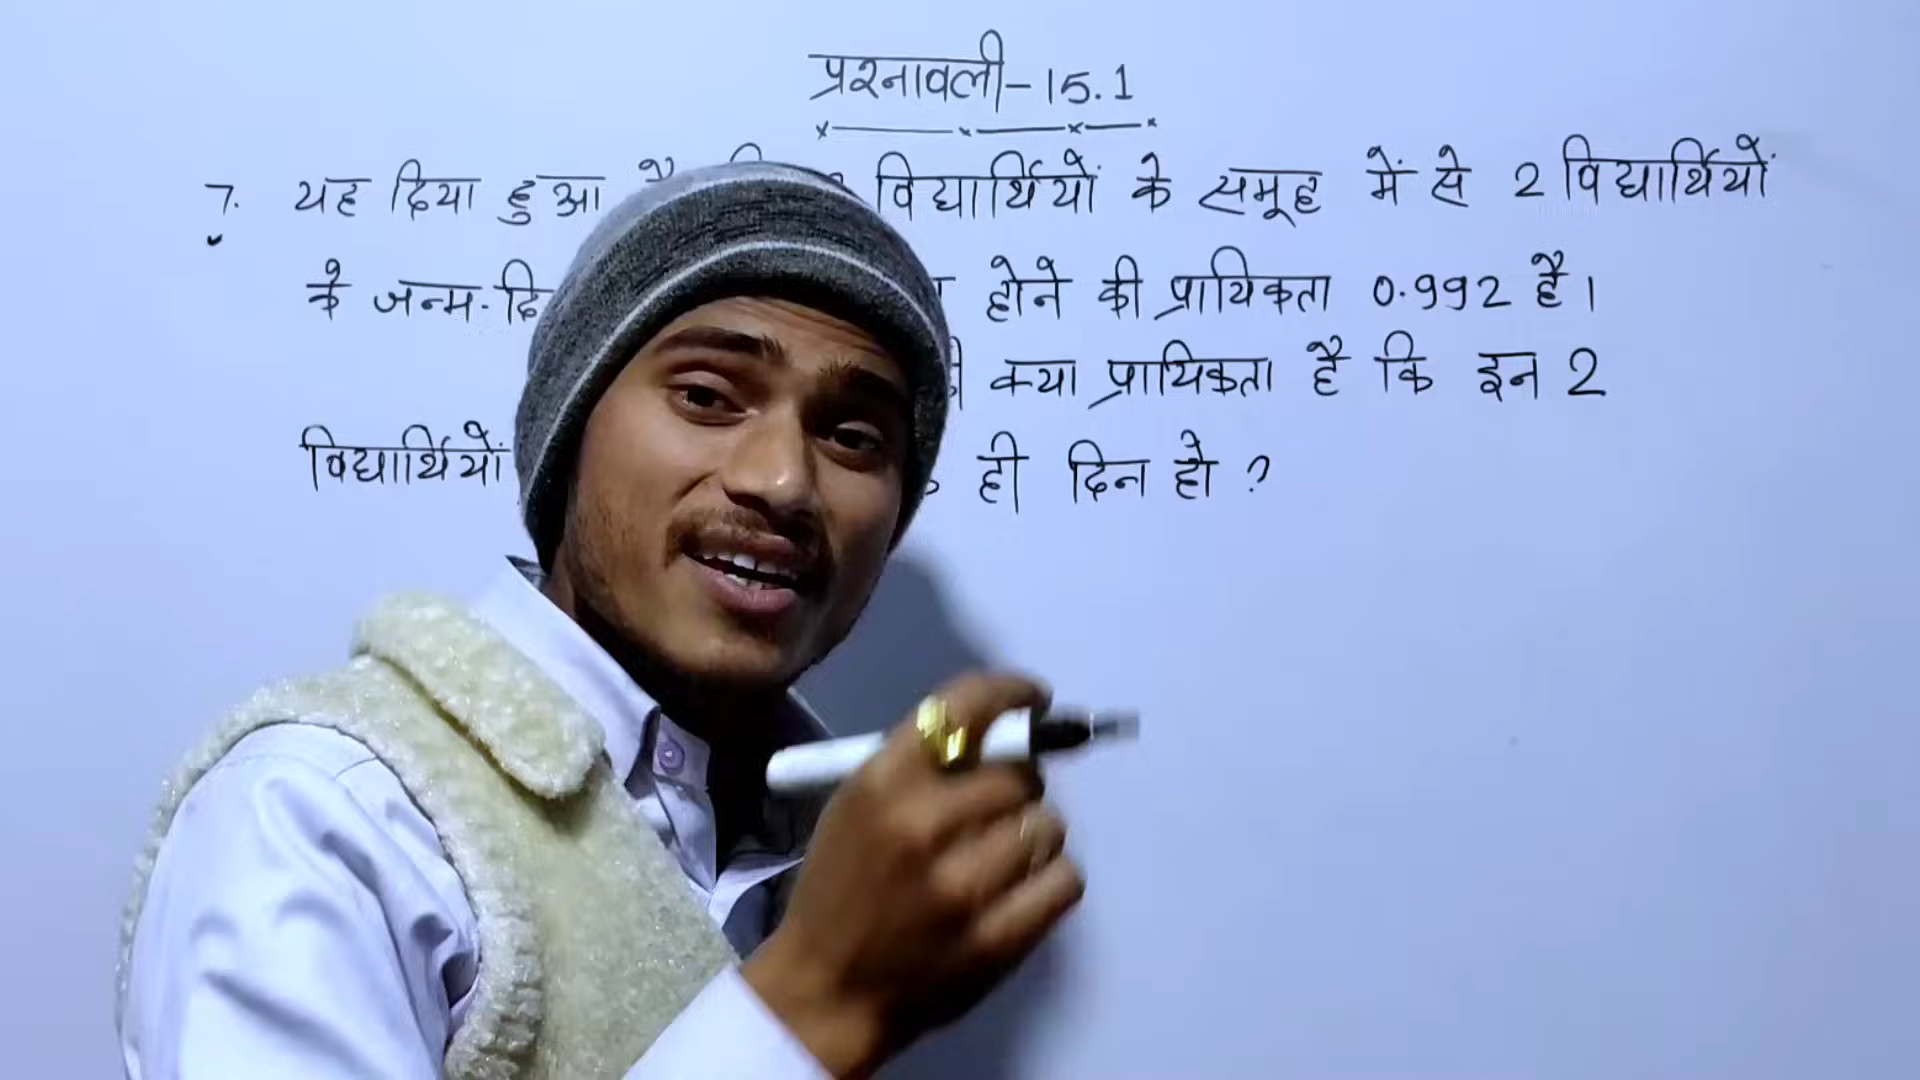 प्रश्नावली-15.1
7. यह दिया हुआ विद्यार्थियों के समूह में से 2 विद्यार्थियों
के जन्म-दि होने की प्रायिकता 0.992 है।
क्या प्रायिकता है कि इन 2
विद्यार्थियों ही दिन हो ?